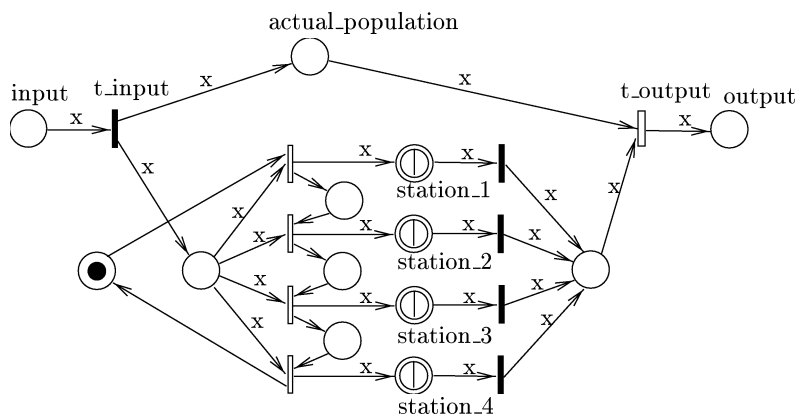 actual_population
input
t_input
x
x
t_output
output
x
x
x
x
x
x
station_1
x
x
x
x
x
x
station_2
x
x
x
x
x
station_3
x
x
x
x
station_4